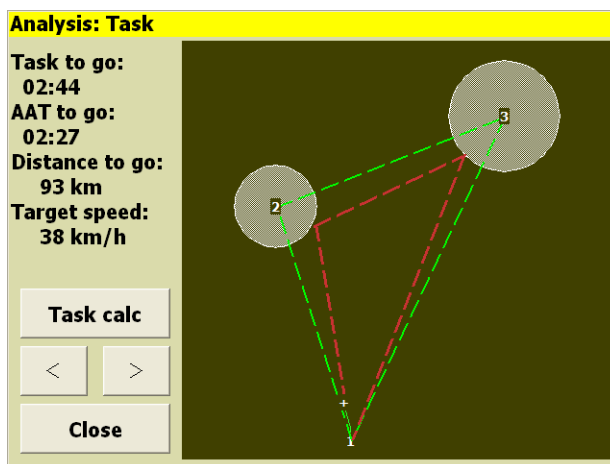 Analysis: Task
Task to go:
02:44
AAT to go:
02:27
Distance to go:
93 km
Target speed:
38 km/h
Task calc
<
>
Close
3
2
+
1